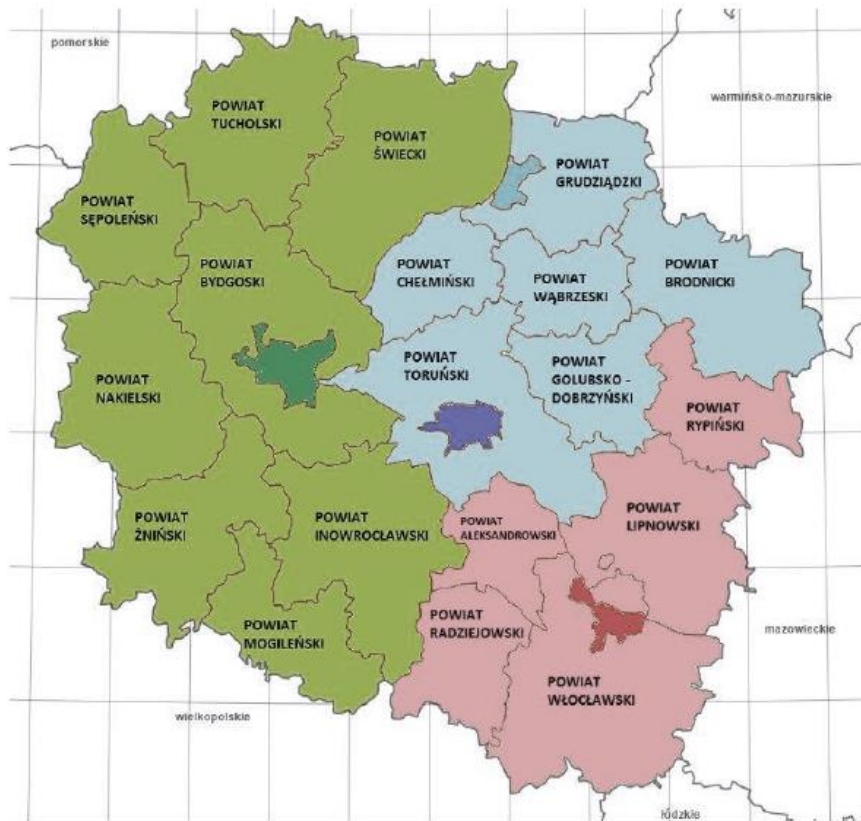 pomorskie
warmińsko-mazurskie
POWIAT
TUCHOLSKI
POWIAT
ŚWIECKI
POWIAT
GRUDZIĄDZKI
POWIAT
SĘPOLEŃSKI
POWIAT
BYDGOSKI
POWIAT
CHEŁMIŃSKI
POWIAT
WĄBRZESKI
POWIAT
BRODNICKI
POWIAT
NAKIELSKI
POWIAT
TORUŃSKI
POWIAT
GOLUBSKO -
DOBRZYŃSKI
POWIAT
RYPIŃSKI
POWIAT
ŻNIŃSKI
POWIAT
INOWROCŁAWSKI
POWIAT
ALEKSANDROWSKI
POWIAT
LIPNOWSKI
POWIAT
MOGILEŃSKI
POWIAT
RADZIEJOWSKI
mazowieckie
POWIAT
WŁOCŁAWSKI
wielkopolskie
łódzkie